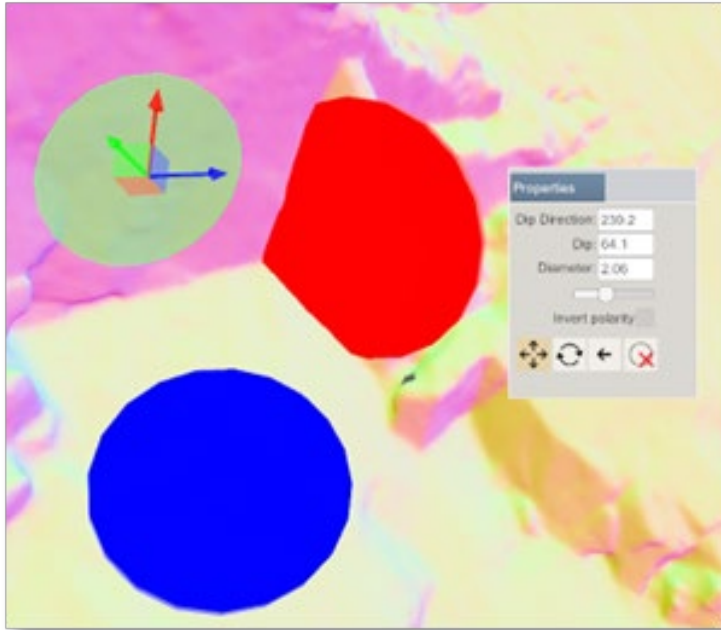 Properties
Dip Direction: 230.2
Dip: 64.1
Diameter: 2.06
Invert polarity